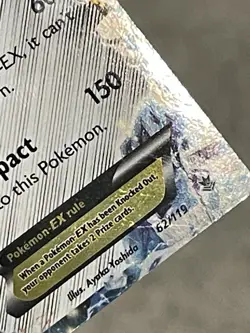 60
-EX, it can't
n.
pact 150
to this Pokémon.
Pokémon-EX rule
When a Pokémon-EX has been Knocked Out,
your opponent takes 2 Prize cards.
Illus. Ayaka Yoshida 62/119